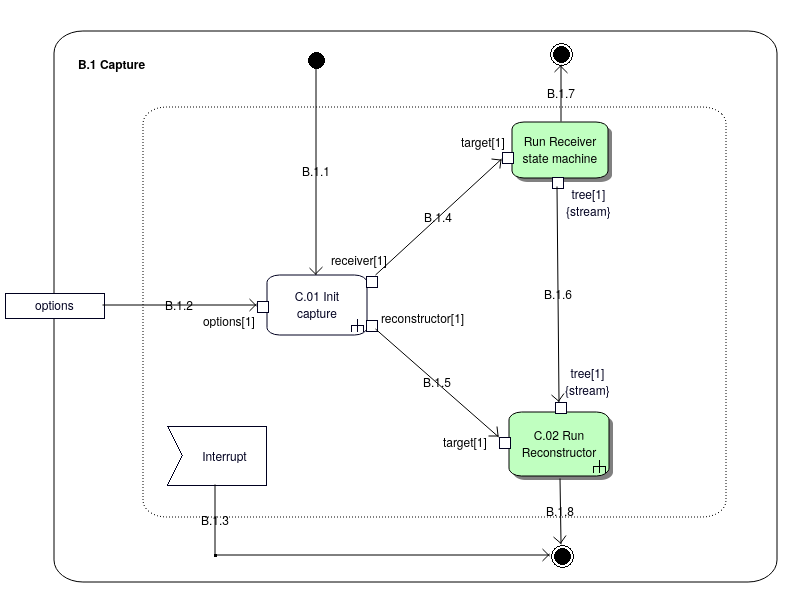 B.1 Capture
B.1.7
target[1]
Run Receiver
state machine
B.1.1
tree[1]
{stream}
B.1.4
receiver[1]
B.1.6
options
B.1.2
options[1]
C.01 Init
capture
reconstructor[1]
B.1.5
tree[1]
{stream}
target[1]
C.02 Run
Reconstructor
Interrupt
B.1.3
B.1.8